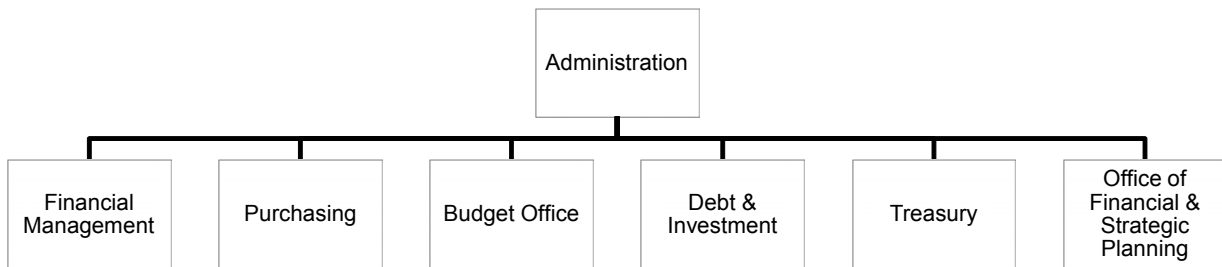 Administration
Financial
Management
Purchasing
Budget Office
Debt &
Investment
Treasury
Office of
Financial &
Strategic
Planning